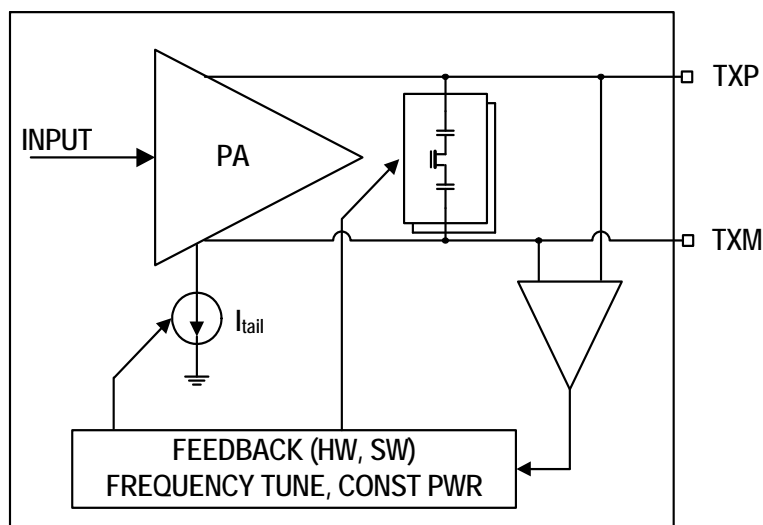 TXP
INPUT
PA
TXM
Itail
FEEDBACK (HW, SW)
FREQUENCY TUNE, CONST PWR